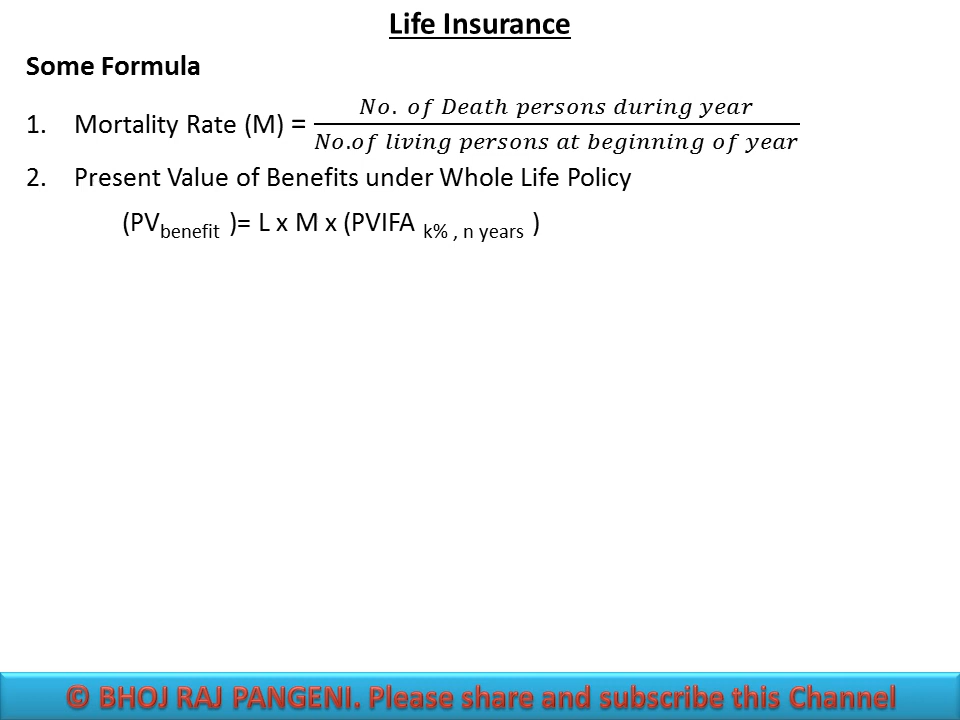 Life Insurance
Some Formula
1. Mortality Rate (M) = No. of Death persons during year / No.of living persons at beginning of year
2. Present Value of Benefits under Whole Life Policy
(PVbenefit )= L x M x (PVIFA k% , n years )
© BHOJ RAJ PANGENI. Please share and subscribe this Channel